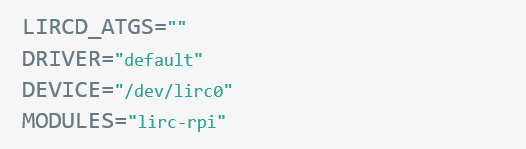 LIRCD_ATGS=""
DRIVER="default"
DEVICE="/dev/lirc0"
MODULES="lirc-rpi"